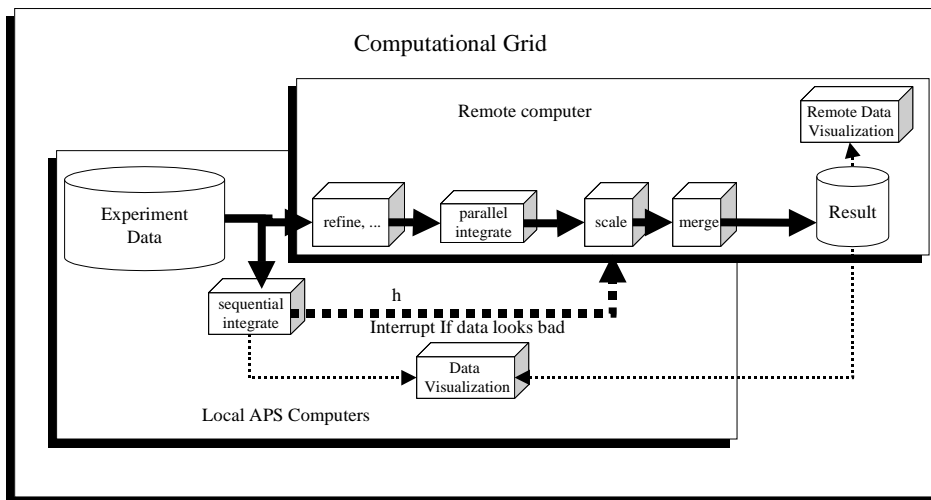 Computational Grid
Remote computer
Remote Data
Visualization
Experiment
Data
refine, ...
parallel
integrate
scale
merge
Result
sequential
integrate
h
Interrupt If data looks bad
Data
Visualization
Local APS Computers